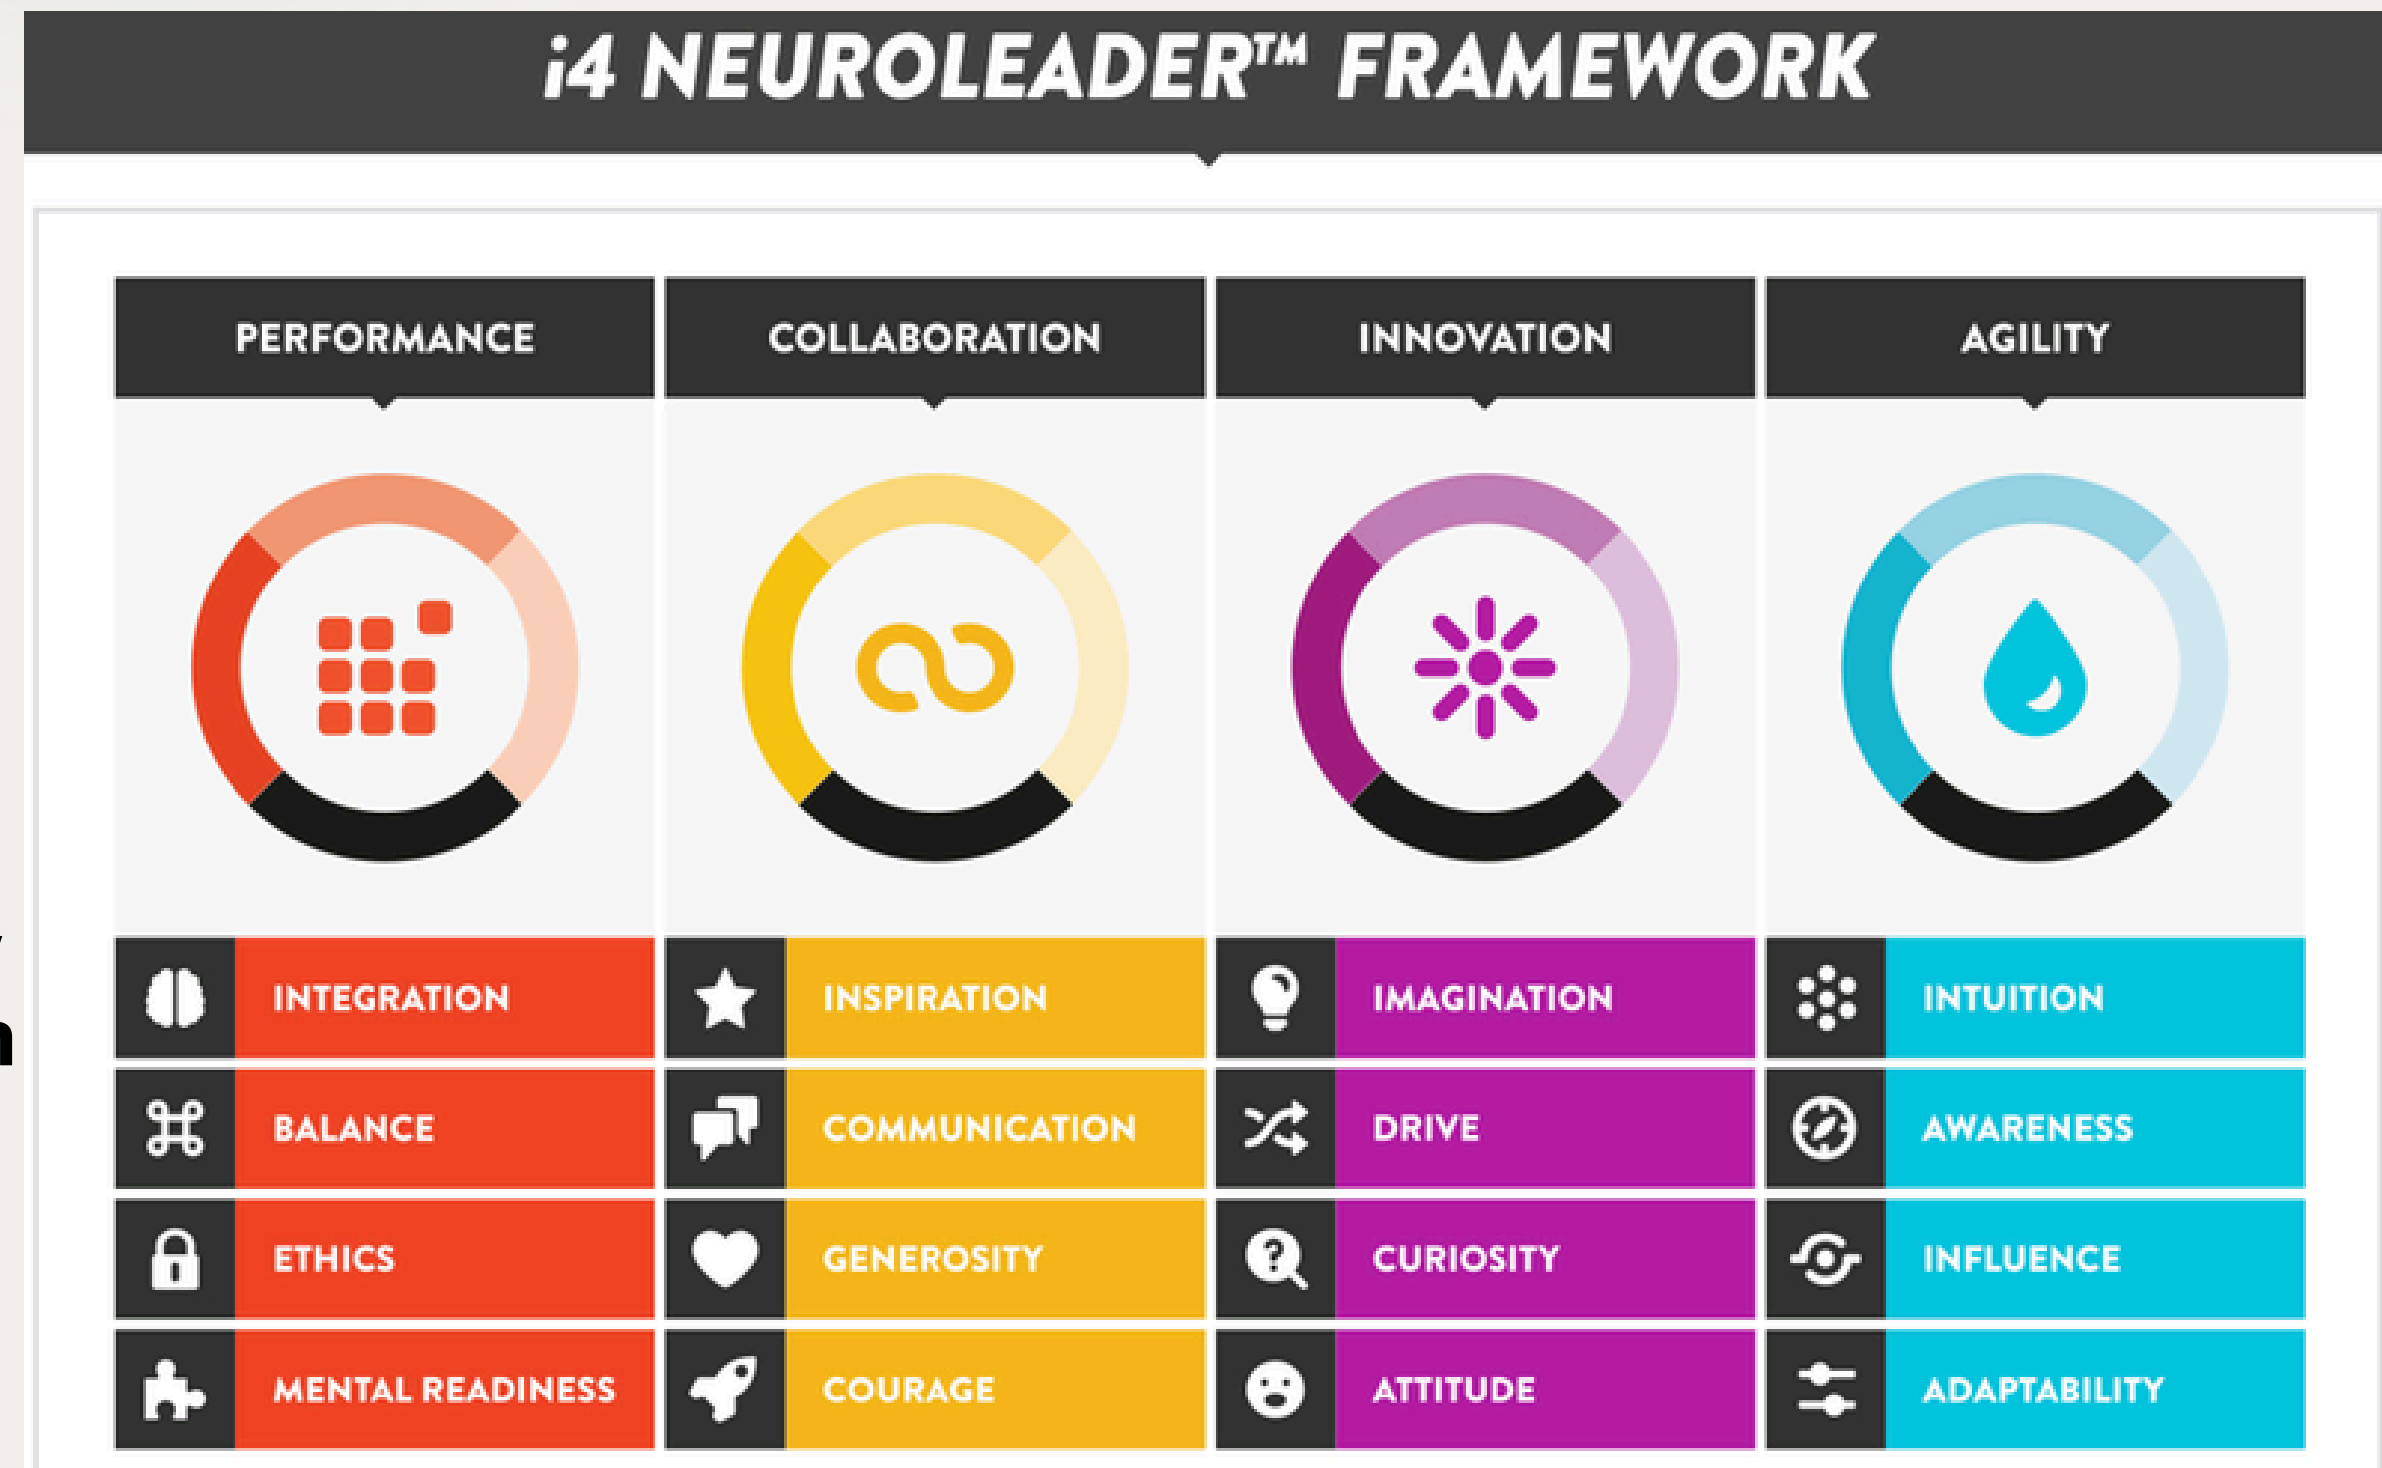 i4 NEUROLEADER™ FRAMEWORK
PERFORMANCE
COLLABORATION
INNOVATION
AGILITY
INTEGRATION
INSPIRATION
IMAGINATION
INTUITION
BALANCE
COMMUNICATION
DRIVE
AWARENESS
ETHICS
GENEROSITY
CURIOSITY
INFLUENCE
MENTAL READINESS
COURAGE
ATTITUDE
ADAPTABILITY